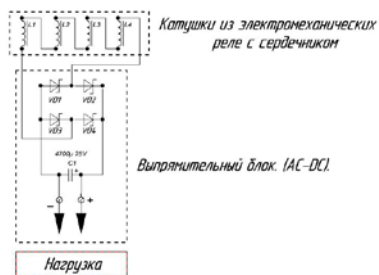 L1 L2 L3 L4
Катушки из электромеханических
реле с сердечником
VD1 VD2
VD3 VD4
4700μ 25V
C1 +
Выпрямительный блок. (AC-DC).
− +
Нагрузка